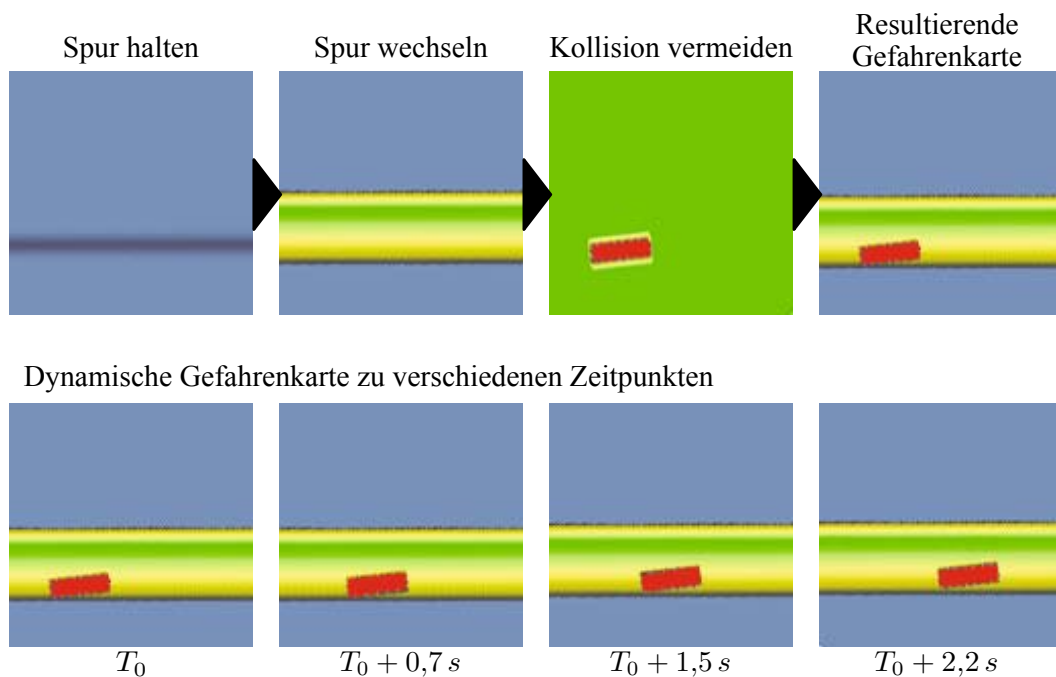 Spur halten
Spur wechseln
Kollision vermeiden
Resultierende
Gefahrenkarte
Dynamische Gefahrenkarte zu verschiedenen Zeitpunkten
T₀
T₀ + 0,7 s
T₀ + 1,5 s
T₀ + 2,2 s